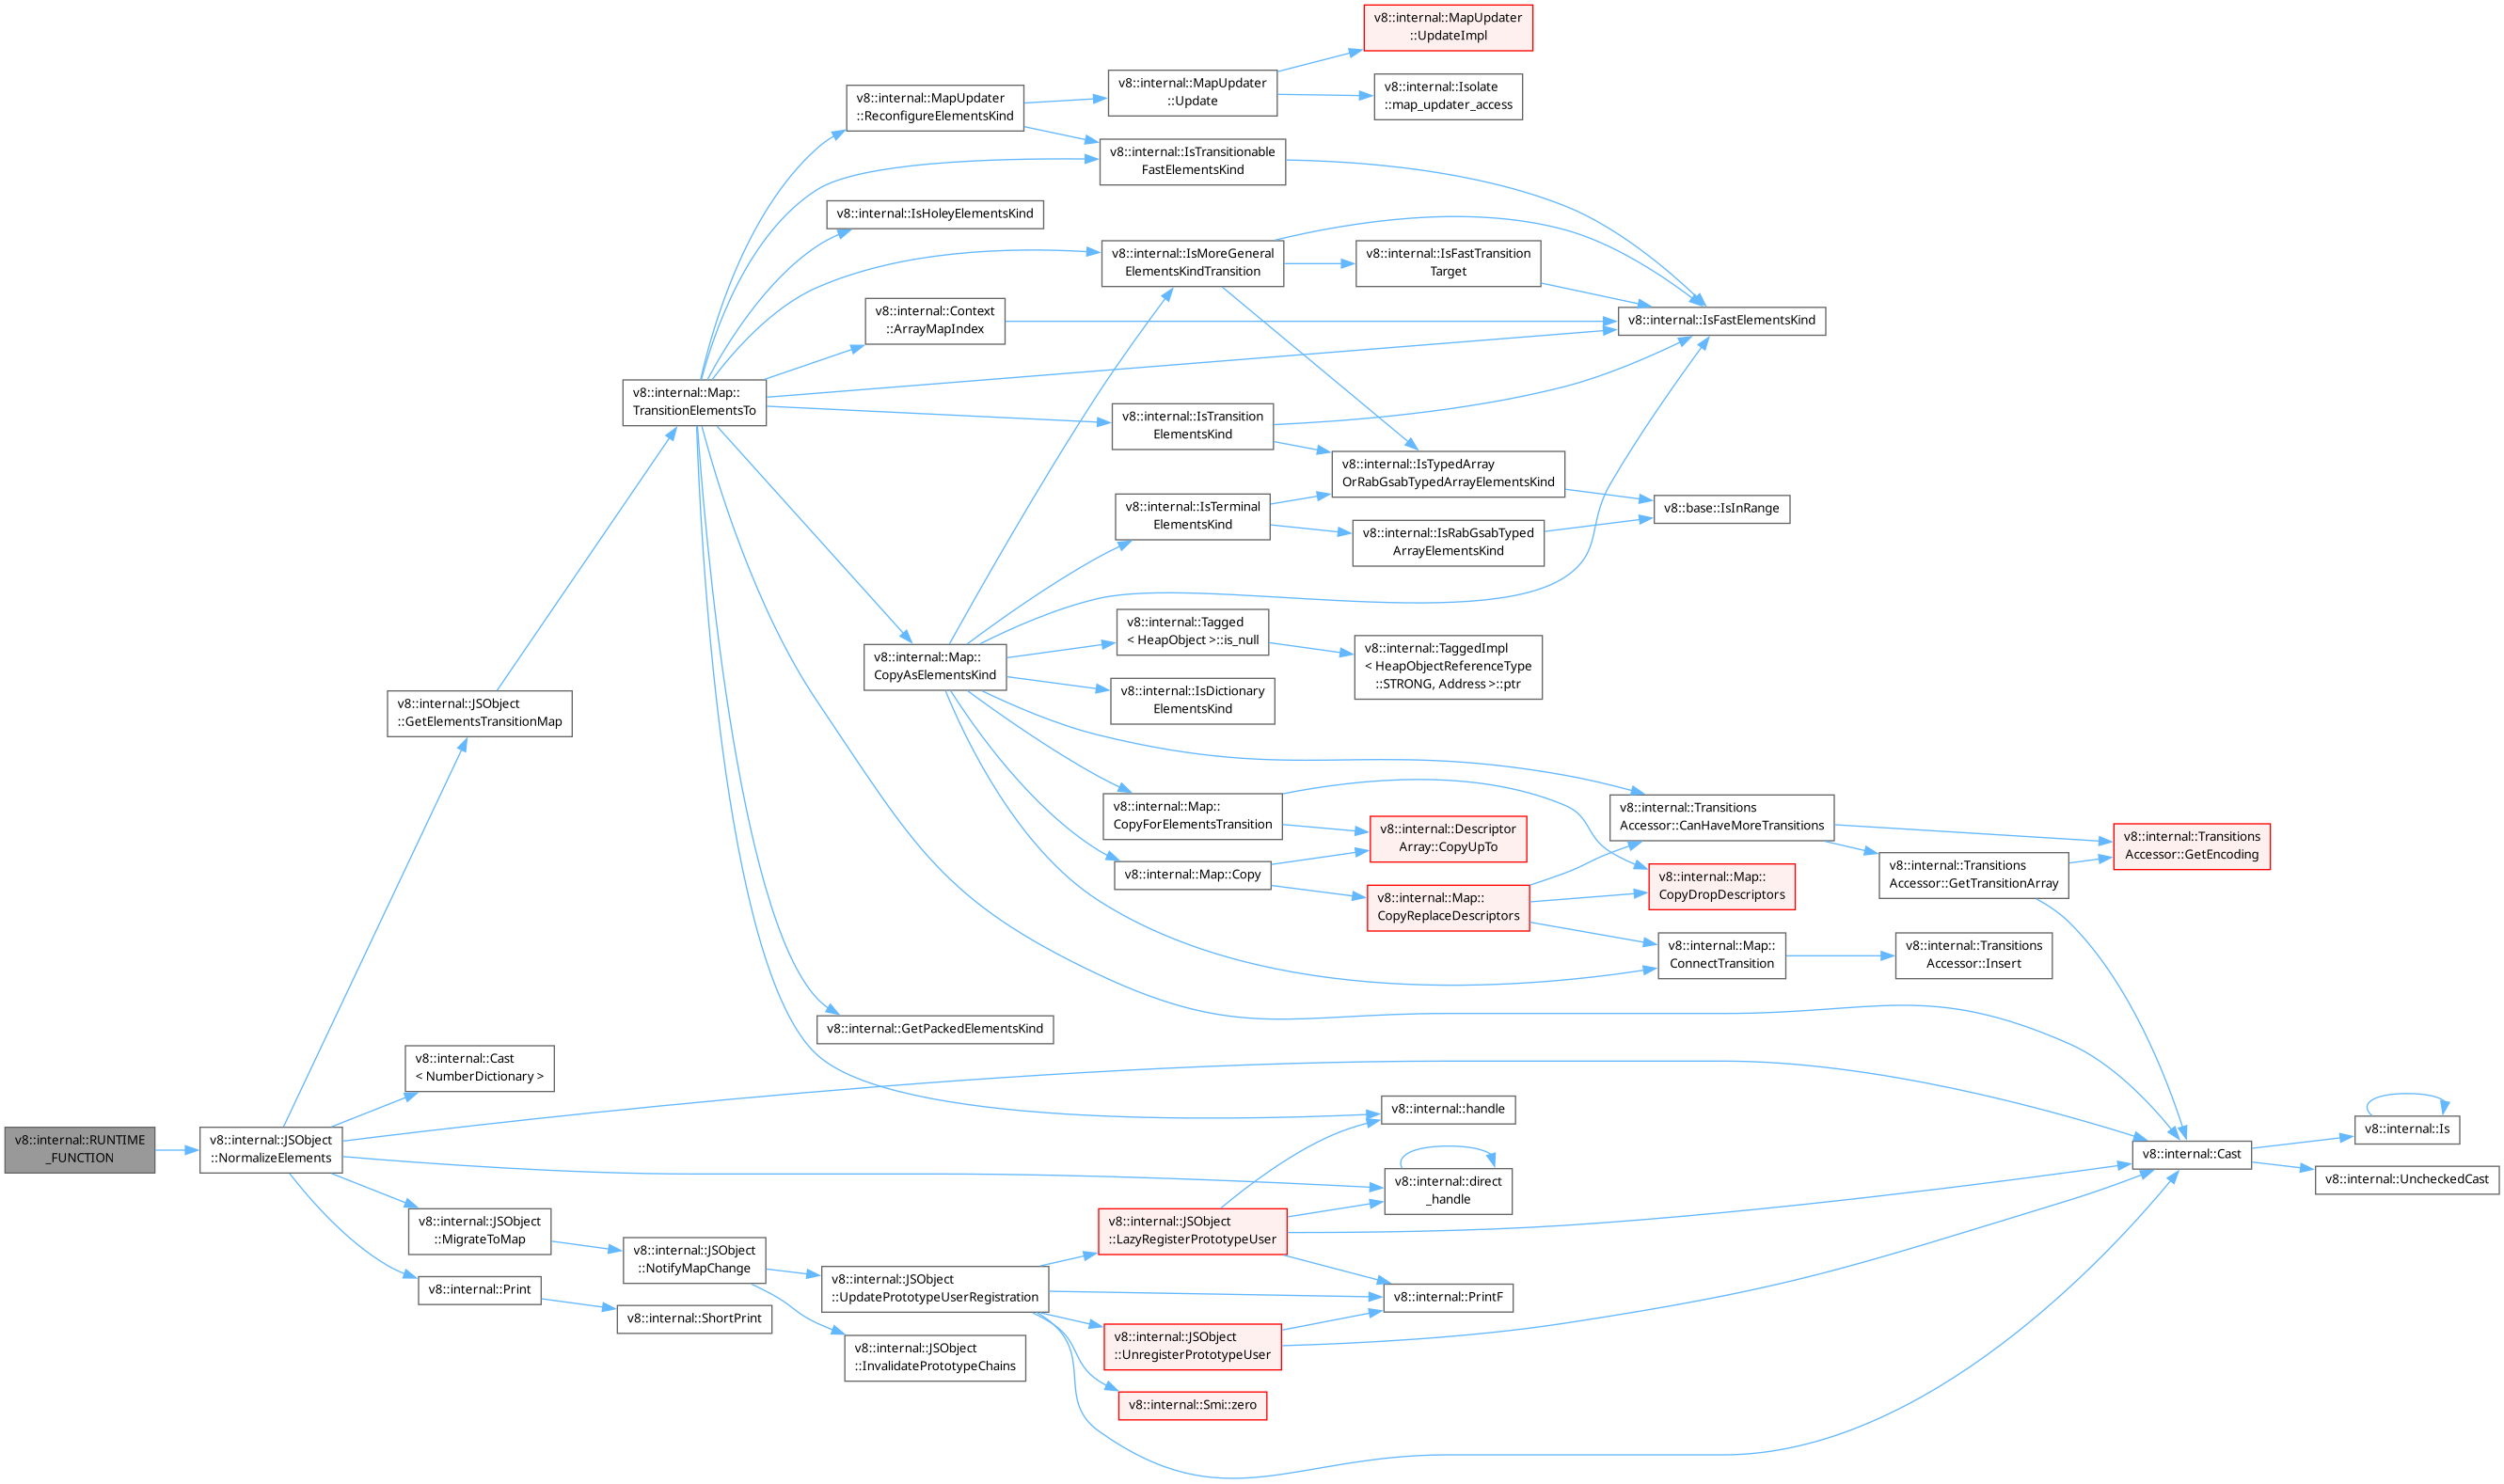 v8::internal::MapUpdater
::UpdateImpl
v8::internal::MapUpdater
::Update
v8::internal::Isolate
::map_updater_access
v8::internal::MapUpdater
::ReconfigureElementsKind
v8::internal::IsTransitionable
FastElementsKind
v8::internal::IsHoleyElementsKind
v8::internal::IsMoreGeneral
ElementsKindTransition
v8::internal::IsFastTransition
Target
v8::internal::Context
::ArrayMapIndex
v8::internal::IsFastElementsKind
v8::internal::Map::
TransitionElementsTo
v8::internal::IsTransition
ElementsKind
v8::internal::IsTypedArray
OrRabGsabTypedArrayElementsKind
v8::internal::IsTerminal
ElementsKind
v8::base::IsInRange
v8::internal::IsRabGsabTyped
ArrayElementsKind
v8::internal::Tagged
< HeapObject >::is_null
v8::internal::TaggedImpl
< HeapObjectReferenceType
::STRONG, Address >::ptr
v8::internal::Map::
CopyAsElementsKind
v8::internal::IsDictionary
ElementsKind
v8::internal::JSObject
::GetElementsTransitionMap
v8::internal::Map::
CopyForElementsTransition
v8::internal::Transitions
Accessor::CanHaveMoreTransitions
v8::internal::Descriptor
Array::CopyUpTo
v8::internal::Transitions
Accessor::GetEncoding
v8::internal::Map::Copy
v8::internal::Transitions
Accessor::GetTransitionArray
v8::internal::Map::
CopyDropDescriptors
v8::internal::Map::
CopyReplaceDescriptors
v8::internal::Map::
ConnectTransition
v8::internal::Transitions
Accessor::Insert
v8::internal::GetPackedElementsKind
v8::internal::Cast
< NumberDictionary >
v8::internal::handle
v8::internal::Is
v8::internal::RUNTIME
_FUNCTION
v8::internal::JSObject
::NormalizeElements
v8::internal::Cast
v8::internal::direct
_handle
v8::internal::UncheckedCast
v8::internal::JSObject
::MigrateToMap
v8::internal::JSObject
::LazyRegisterPrototypeUser
v8::internal::JSObject
::NotifyMapChange
v8::internal::Print
v8::internal::JSObject
::UpdatePrototypeUserRegistration
v8::internal::PrintF
v8::internal::ShortPrint
v8::internal::JSObject
::UnregisterPrototypeUser
v8::internal::JSObject
::InvalidatePrototypeChains
v8::internal::Smi::zero